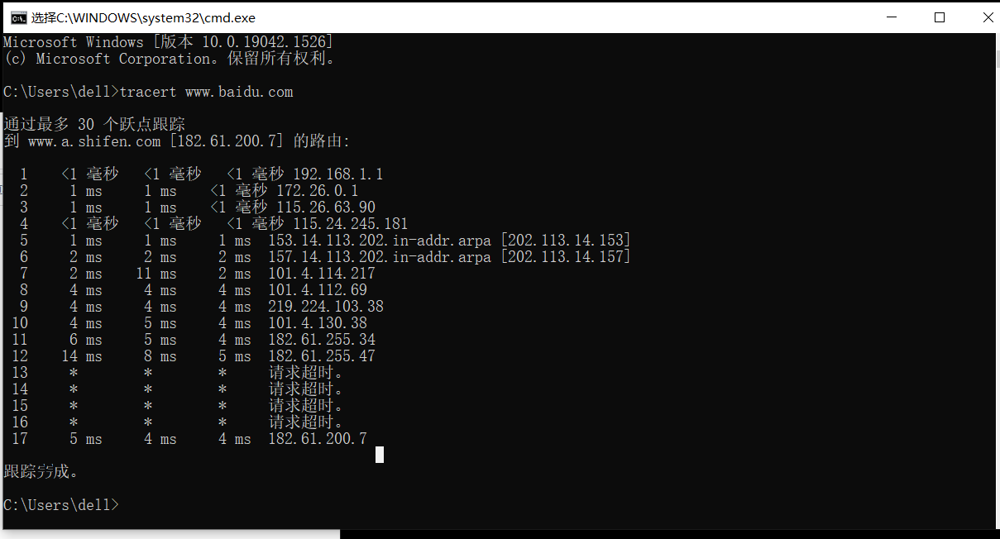 选择C:\WINDOWS\system32\cmd.exe
Microsoft Windows [版本 10.0.19042.1526]
(c) Microsoft Corporation。保留所有权利。
C:\Users\dell>tracert www.baidu.com
通过最多 30 个跃点跟踪
到 www.a.shifen.com [182.61.200.7] 的路由:
1 <1 毫秒 <1 毫秒 <1 毫秒 192.168.1.1
2 1 ms 1 ms <1 毫秒 172.26.0.1
3 1 ms 1 ms <1 毫秒 115.26.63.90
4 <1 毫秒 <1 毫秒 <1 毫秒 115.24.245.181
5 1 ms 1 ms 1 ms 153.14.113.202.in-addr.arpa [202.113.14.153]
6 2 ms 2 ms 2 ms 157.14.113.202.in-addr.arpa [202.113.14.157]
7 2 ms 11 ms 2 ms 101.4.114.217
8 4 ms 4 ms 4 ms 101.4.112.69
9 4 ms 4 ms 4 ms 219.224.103.38
10 4 ms 5 ms 4 ms 101.4.130.38
11 6 ms 5 ms 4 ms 182.61.255.34
12 14 ms 8 ms 5 ms 182.61.255.47
13 * * * 请求超时。
14 * * * 请求超时。
15 * * * 请求超时。
16 * * * 请求超时。
17 5 ms 4 ms 4 ms 182.61.200.7
跟踪完成。
C:\Users\dell>